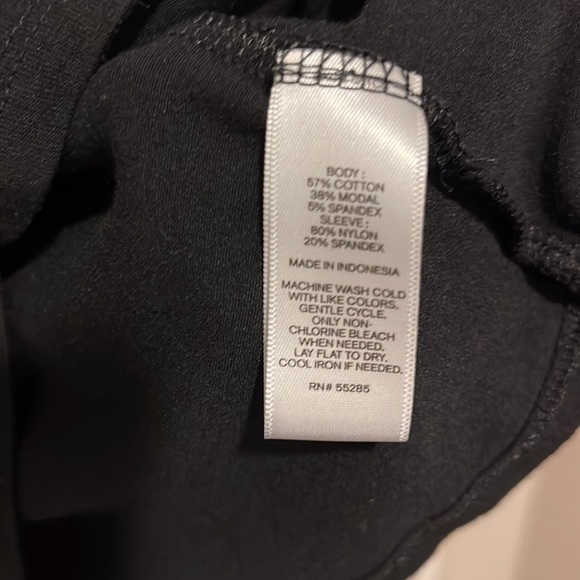 BODY :
57% COTTON
38% MODAL
5% SPANDEX
SLEEVE :
80% NYLON
20% SPANDEX
MADE IN INDONESIA
MACHINE WASH COLD
WITH LIKE COLORS,
GENTLE CYCLE.
ONLY NON-
CHLORINE BLEACH
WHEN NEEDED.
LAY FLAT TO DRY.
COOL IRON IF NEEDED.
RN# 55285